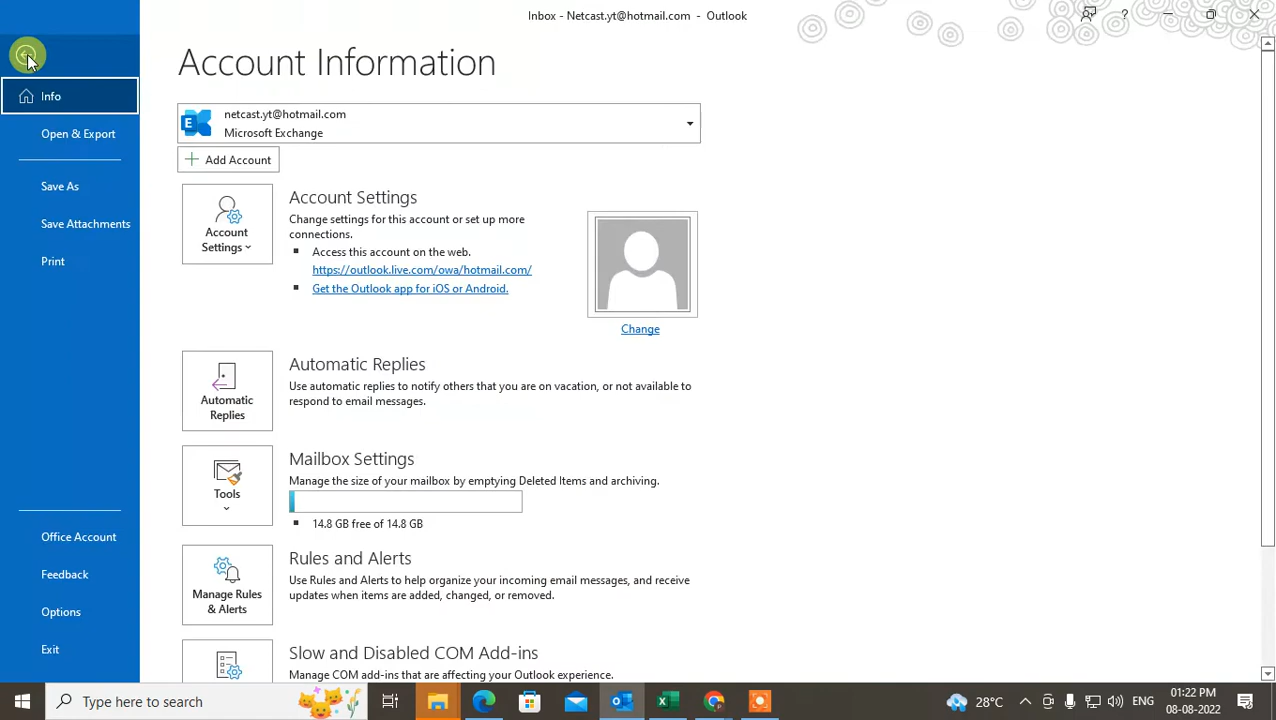 Inbox - Netcast.yt@hotmail.com - Outlook
?
Info
Open & Export
Save As
Save Attachments
Print
Office Account
Feedback
Options
Exit
Account Information
E
netcast.yt@hotmail.com
Microsoft Exchange
Add Account
Account
Settings
Account Settings
Change settings for this account or set up more
connections.
Access this account on the web.
https://outlook.live.com/owa/hotmail.com/
Get the Outlook app for iOS or Android.
Change
Automatic
Replies
Automatic Replies
Use automatic replies to notify others that you are on vacation, or not available to
respond to email messages.
Tools
Mailbox Settings
Manage the size of your mailbox by emptying Deleted Items and archiving.
14.8 GB free of 14.8 GB
Manage Rules
& Alerts
Rules and Alerts
Use Rules and Alerts to help organize your incoming email messages, and receive
updates when items are added, changed, or removed.
Slow and Disabled COM Add-ins
Manage COM add-ins that are affecting your Outlook experience.
Type here to search
28°C
ENG
01:22 PM
08-08-2022